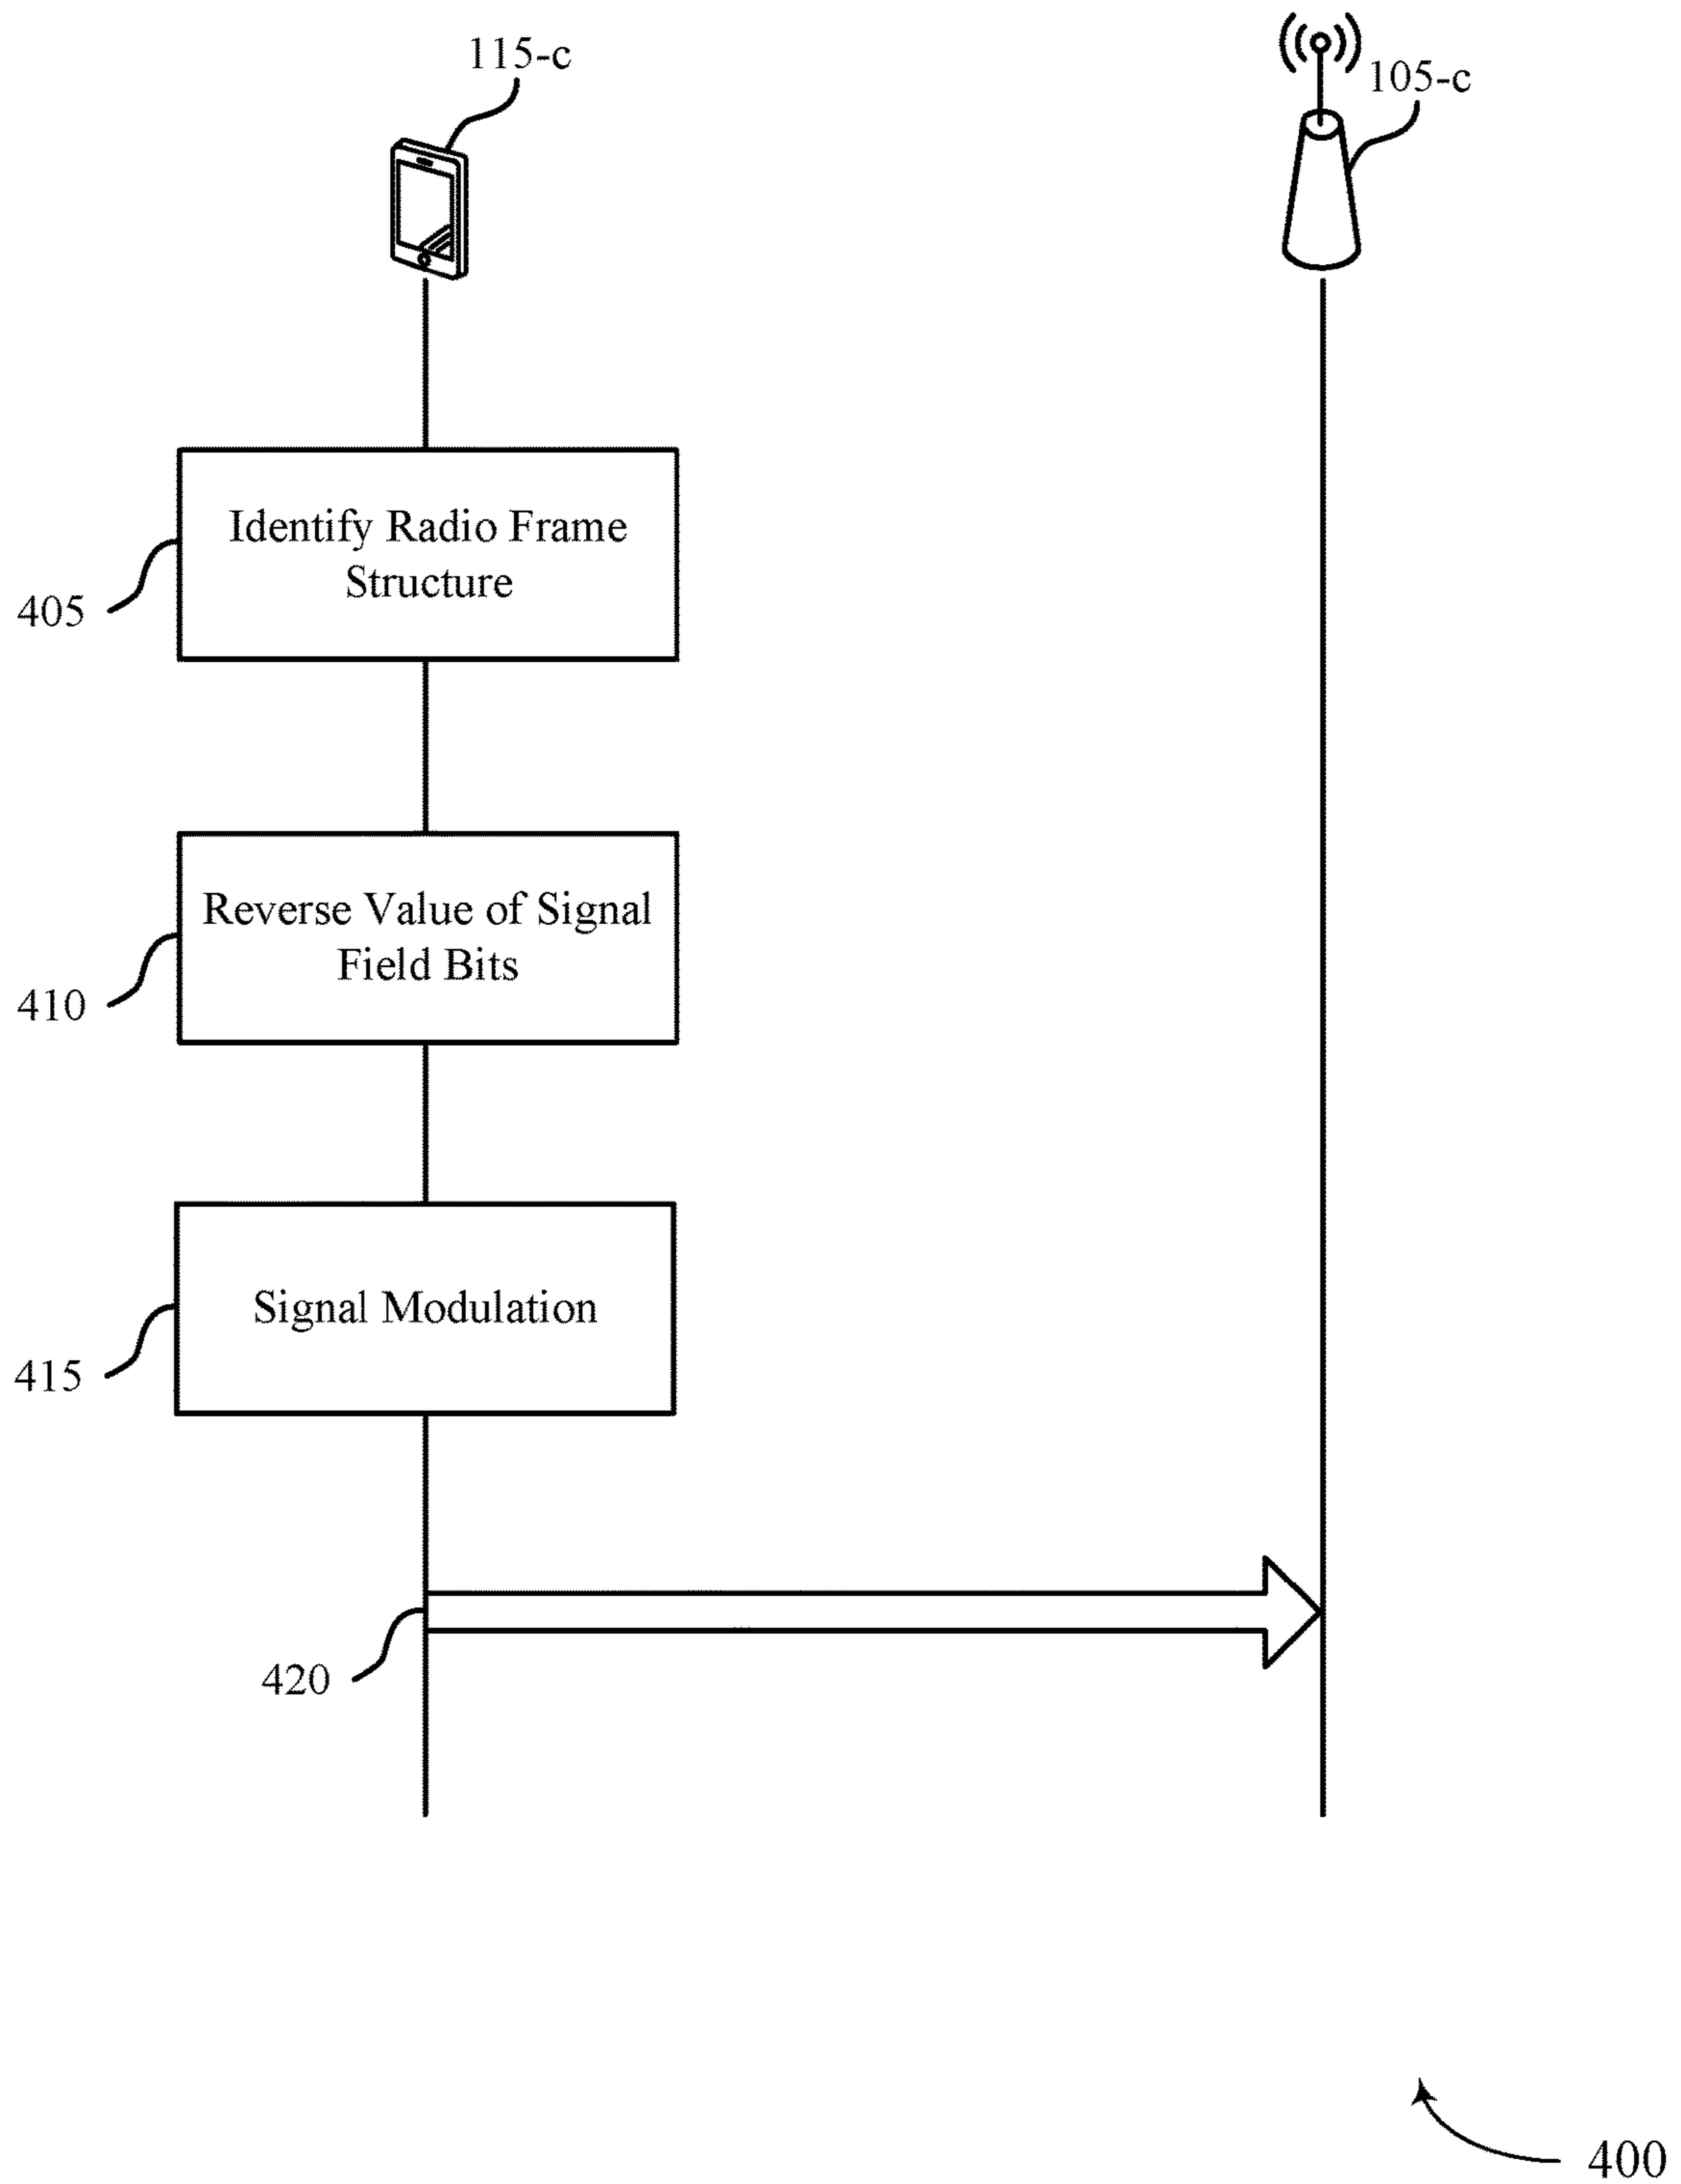 115-c
105-c
Identify Radio Frame
Structure
405
Reverse Value of Signal
Field Bits
410
Signal Modulation
415
420
400